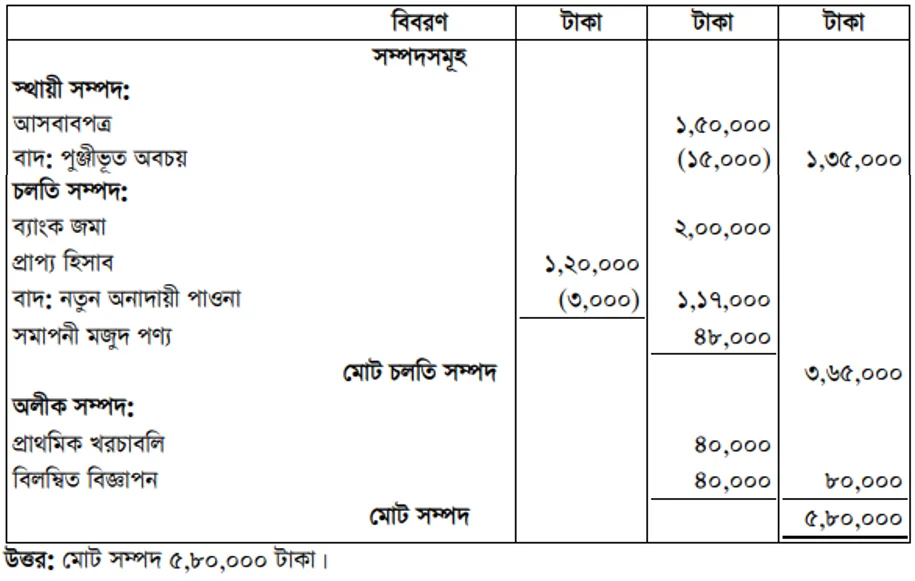 বিবরণ টাকা টাকা টাকা
সম্পদসমূহ
স্থায়ী সম্পদ:
আসবাবপত্র ১,৫০,০০০
বাদ: পুঞ্জীভূত অবচয় (১৫,০০০) ১,৩৫,০০০
চলতি সম্পদ:
ব্যাংক জমা ২,০০,০০০
প্রাপ্য হিসাব ১,২০,০০০
বাদ: নতুন অনাদায়ী পাওনা (৩,০০০) ১,১৭,০০০
সমাপনী মজুদ পণ্য ৪৮,০০০
মোট চলতি সম্পদ ৩,৬৫,০০০
অলীক সম্পদ:
প্রাথমিক খরচাবলি ৪০,০০০
বিলম্বিত বিজ্ঞাপন ৪০,০০০ ৮০,০০০
মোট সম্পদ ৫,৮০,০০০
উত্তর: মোট সম্পদ ৫,৮০,০০০ টাকা।